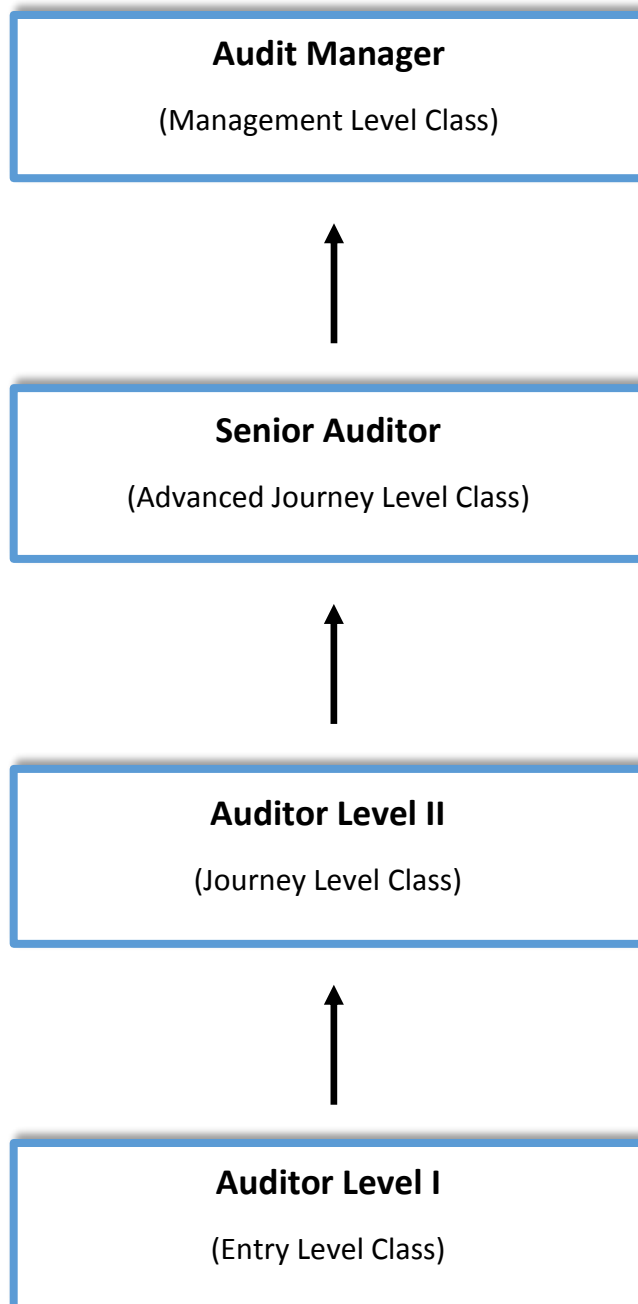 Audit Manager
(Management Level Class)
Senior Auditor
(Advanced Journey Level Class)
Auditor Level II
(Journey Level Class)
Auditor Level I
(Entry Level Class)